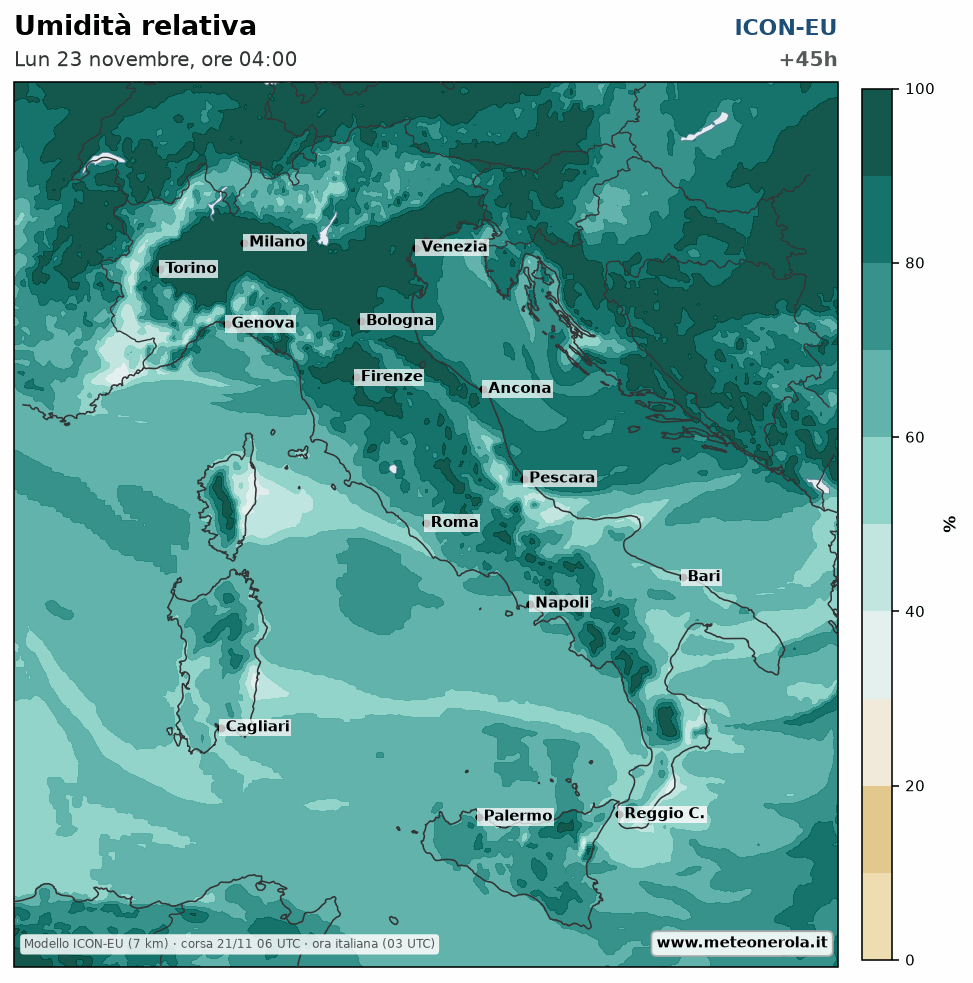 Umidità relativa
ICON-EU
Lun 23 novembre, ore 04:00
+45h
100
80
60
40
20
0
%
Milano
Venezia
Torino
Genova
Bologna
Firenze
Ancona
Pescara
Roma
Bari
Napoli
Cagliari
Palermo
Reggio C.
Modello ICON-EU (7 km) · corsa 21/11 06 UTC · ora italiana (03 UTC)
www.meteonerola.it